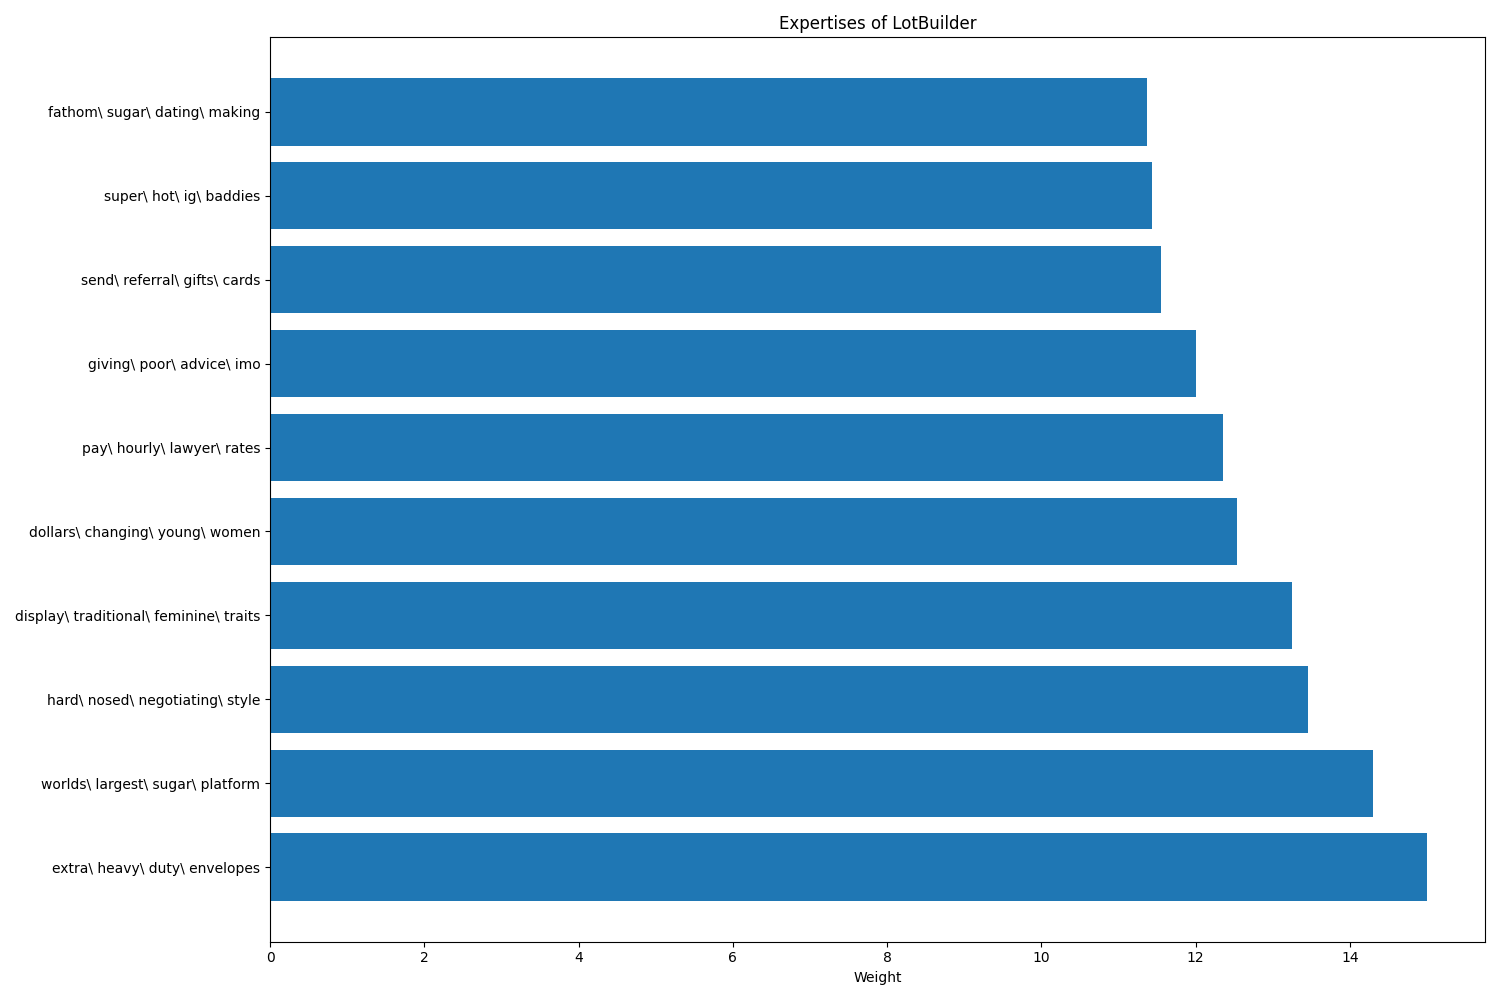 Expertises of LotBuilder
fathom\ sugar\ dating\ making
super\ hot\ ig\ baddies
send\ referral\ gifts\ cards
giving\ poor\ advice\ imo
pay\ hourly\ lawyer\ rates
dollars\ changing\ young\ women
display\ traditional\ feminine\ traits
hard\ nosed\ negotiating\ style
worlds\ largest\ sugar\ platform
extra\ heavy\ duty\ envelopes
0 2 4 6 8 10 12 14
Weight